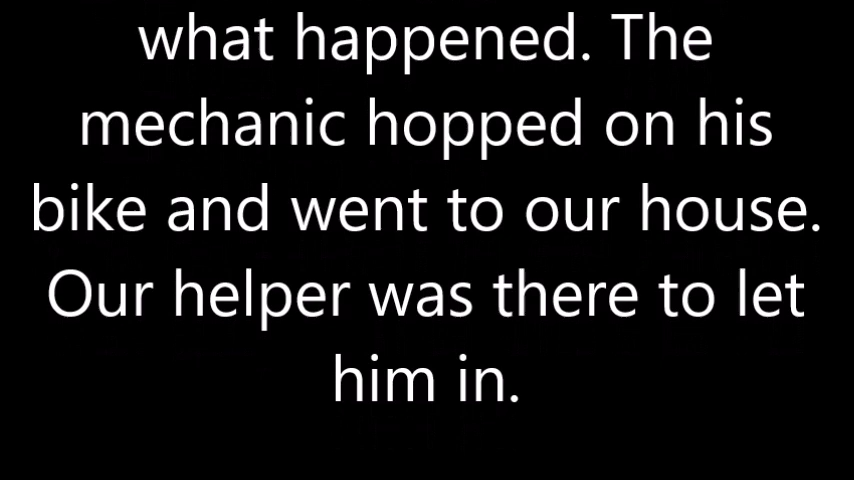 what happened. The
mechanic hopped on his
bike and went to our house.
Our helper was there to let
him in.